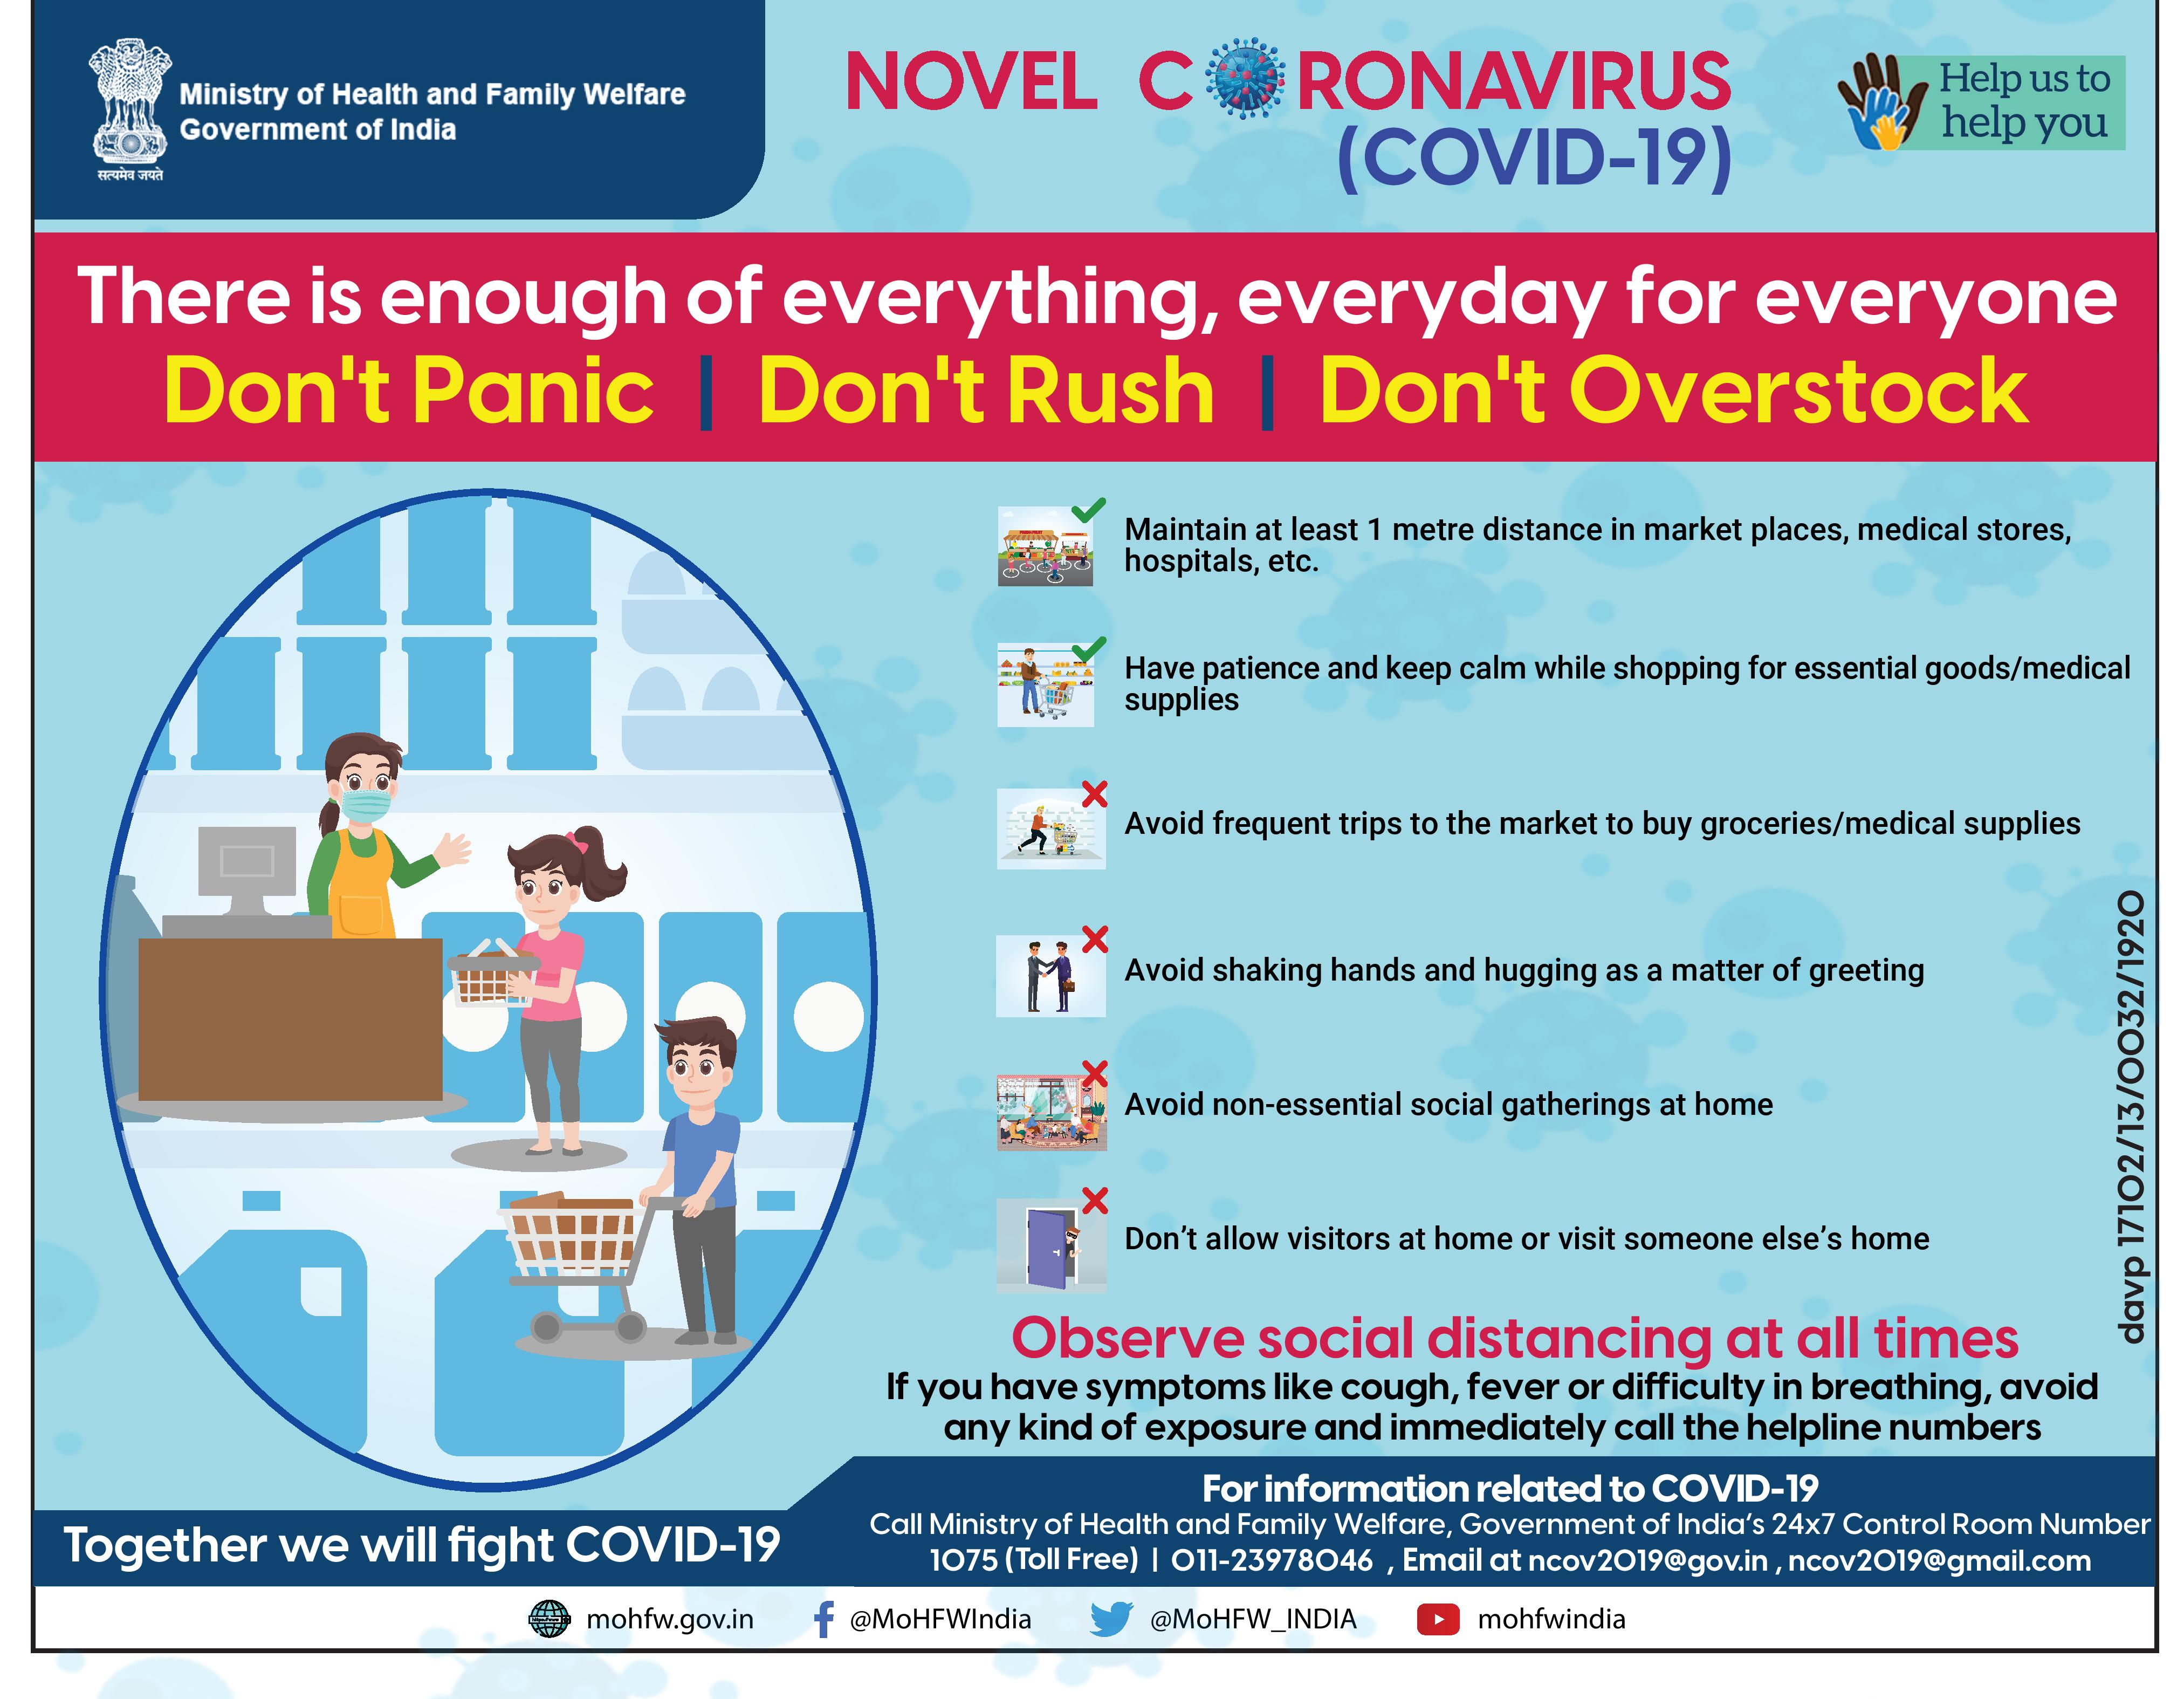 Ministry of Health and Family Welfare
Government of India
सत्यमेव जयते
NOVEL CORONAVIRUS
(COVID-19)
Help us to
help you
There is enough of everything, everyday for everyone
Don't Panic | Don't Rush | Don't Overstock
Maintain at least 1 metre distance in market places, medical stores,
hospitals, etc.
Have patience and keep calm while shopping for essential goods/medical
supplies
Avoid frequent trips to the market to buy groceries/medical supplies
Avoid shaking hands and hugging as a matter of greeting
Avoid non-essential social gatherings at home
Don’t allow visitors at home or visit someone else’s home
davp 17102/13/0032/1920
Observe social distancing at all times
If you have symptoms like cough, fever or difficulty in breathing, avoid
any kind of exposure and immediately call the helpline numbers
Together we will fight COVID-19
For information related to COVID-19
Call Ministry of Health and Family Welfare, Government of India’s 24x7 Control Room Number
1075 (Toll Free) | 011-23978046 , Email at ncov2019@gov.in , ncov2019@gmail.com
mohfw.gov.in @MoHFWIndia @MoHFW_INDIA mohfwindia